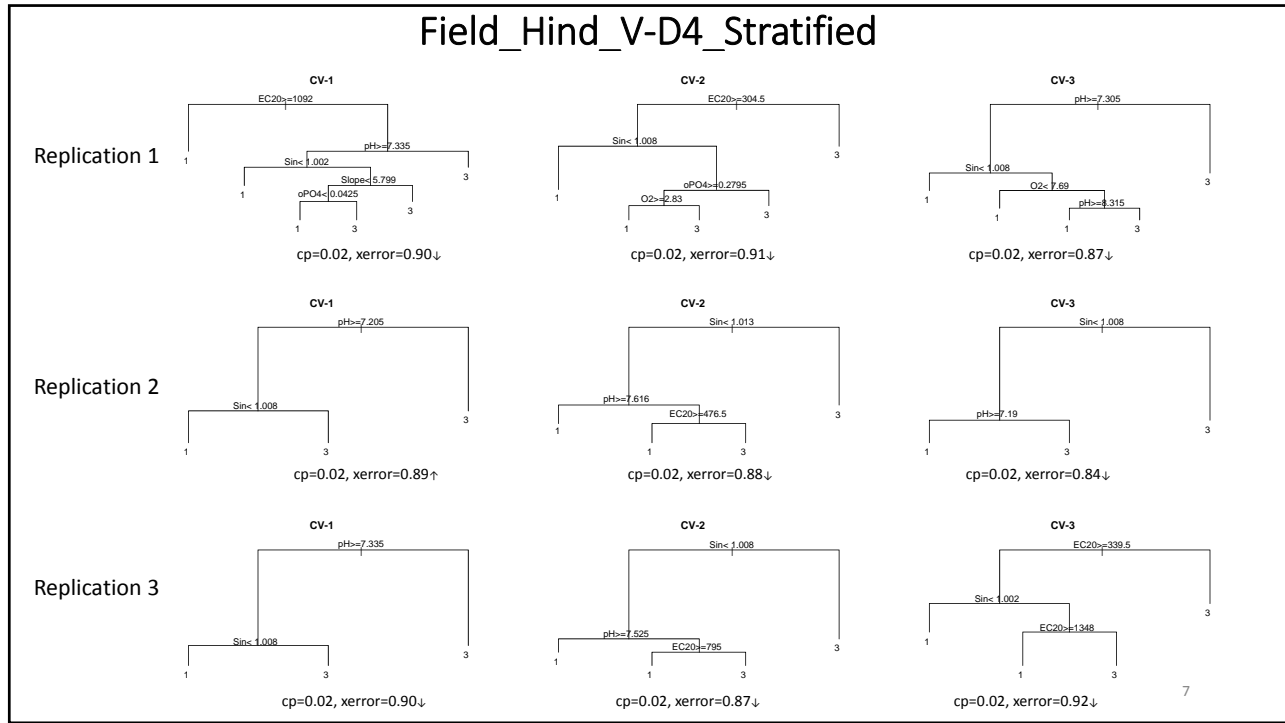 Field_Hind_V-D4_Stratified
Replication 1
CV-1
EC20>=1092
1
pH>=7.335
Sin< 1.002
3
1
Slope< 5.799
oPO4< 0.0425
3
1 3
cp=0.02, xerror=0.90↓
CV-2
EC20>=304.5
Sin< 1.008
3
1
oPO4>=0.2795
O2>=2.83
3
1 3
cp=0.02, xerror=0.91↓
CV-3
pH>=7.305
Sin< 1.008
3
1
O2< 7.69
1
pH>=8.315
1 3
cp=0.02, xerror=0.87↓
Replication 2
CV-1
pH>=7.205
Sin< 1.008
3
1 3
cp=0.02, xerror=0.89↑
CV-2
Sin< 1.013
pH>=7.616
3
1
EC20>=476.5
1 3
cp=0.02, xerror=0.88↓
CV-3
Sin< 1.008
pH>=7.19
3
1 3
cp=0.02, xerror=0.84↓
Replication 3
CV-1
pH>=7.335
Sin< 1.008
3
1 3
cp=0.02, xerror=0.90↓
CV-2
Sin< 1.008
pH>=7.525
3
1
EC20>=795
1 3
cp=0.02, xerror=0.87↓
CV-3
EC20>=339.5
Sin< 1.002
3
1
EC20>=1348
1 3
cp=0.02, xerror=0.92↓
7